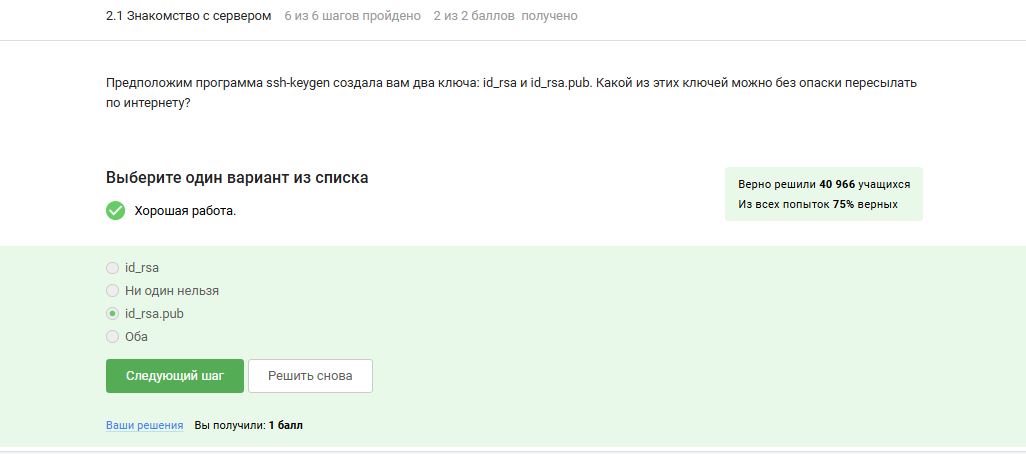 2.1 Знакомство с сервером 6 из 6 шагов пройдено 2 из 2 баллов получено
Предположим программа ssh-keygen создала вам два ключа: id_rsa и id_rsa.pub. Какой из этих ключей можно без опаски пересылать
по интернету?
Выберите один вариант из списка
Хорошая работа.
Верно решили 40 966 учащихся
Из всех попыток 75% верных
id_rsa
Ни один нельзя
id_rsa.pub
Оба
Следующий шаг Решить снова
Ваши решения Вы получили: 1 балл